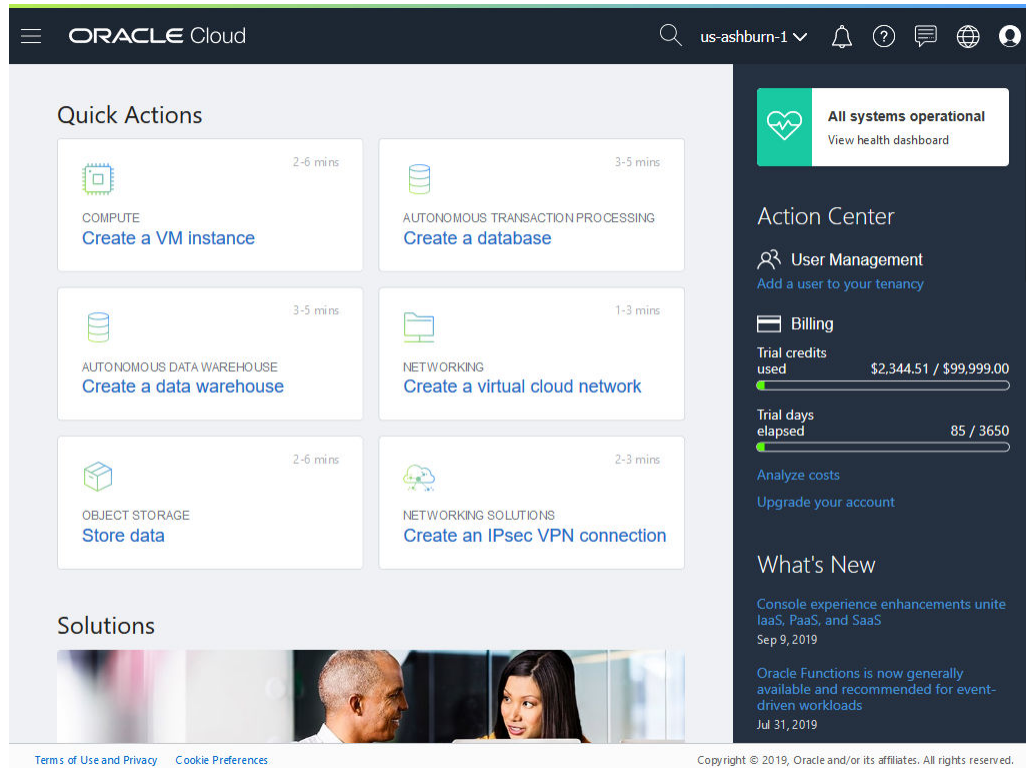 ORACLE Cloud
us-ashburn-1
Quick Actions
2-6 mins
COMPUTE
Create a VM instance
3-5 mins
AUTONOMOUS TRANSACTION PROCESSING
Create a database
3-5 mins
AUTONOMOUS DATA WAREHOUSE
Create a data warehouse
1-3 mins
NETWORKING
Create a virtual cloud network
2-6 mins
OBJECT STORAGE
Store data
2-3 mins
NETWORKING SOLUTIONS
Create an IPsec VPN connection
Solutions
All systems operational
View health dashboard
Action Center
User Management
Add a user to your tenancy
Billing
Trial credits
used $2,344.51 / $99,999.00
Trial days
elapsed 85 / 3650
Analyze costs
Upgrade your account
What's New
Console experience enhancements unite
IaaS, PaaS, and SaaS
Sep 9, 2019
Oracle Functions is now generally
available and recommended for event-
driven workloads
Jul 31, 2019
Terms of Use and Privacy Cookie Preferences
Copyright © 2019, Oracle and/or its affiliates. All rights reserved.